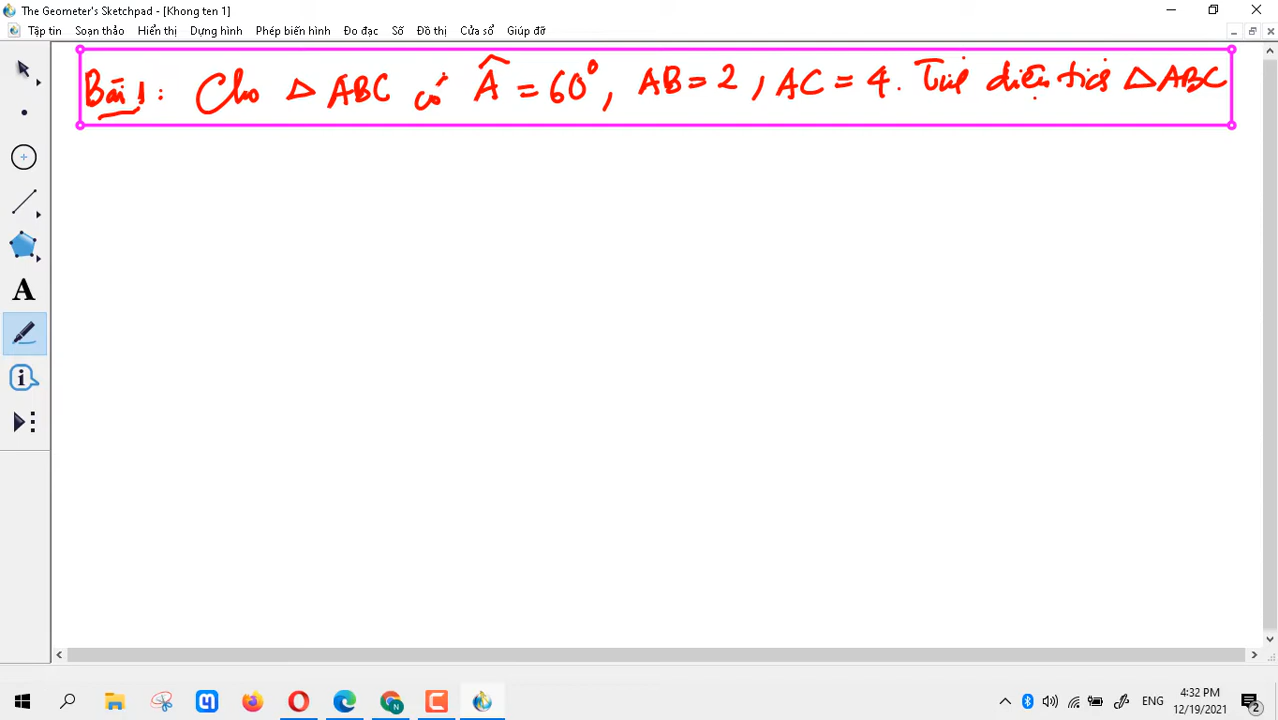 The Geometer's Sketchpad - [Khong ten 1]
Tập tin Soạn thảo Hiển thị Dựng hình Phép biến hình Đo đạc Số Đồ thị Cửa sổ Giúp đỡ
Bài 1 : Cho △ ABC có Â = 60⁰, AB = 2 , AC = 4. Tính diện tích △ABC
A
ENG
4:32 PM
12/19/2021
2